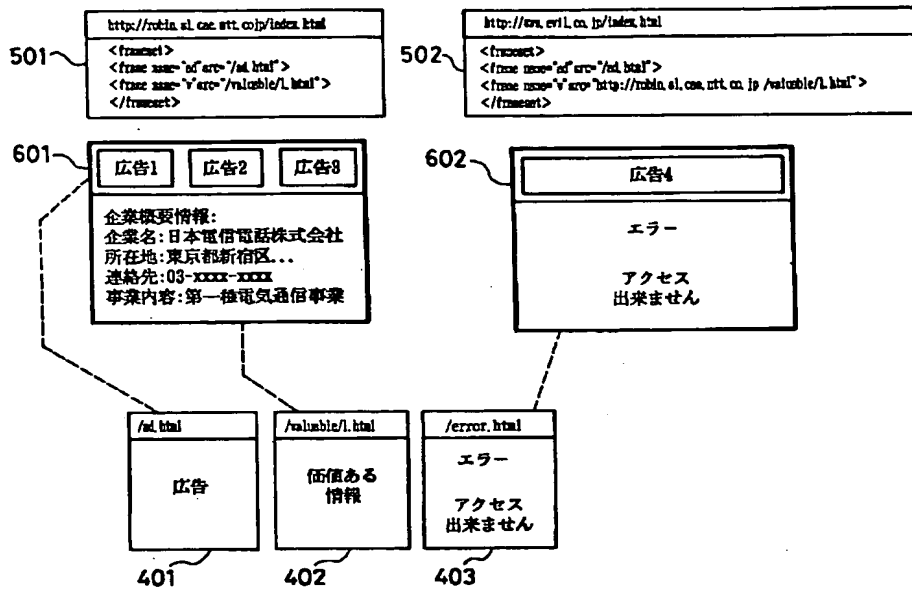 http://robin.al.cae.ntt.cojp/index.html
501
<frameset>
<frame name="ad"src="/ad.html">
<frame name="v"src="/valuable/1.html">
</frameset>
http://www.evil.co.jp/index.html
502
<frameset>
<frame name="ad"src="/ad.html">
<frame name="v"src="http://robin.al.cae.ntt.co.jp/valuable/1.html">
</frameset>
601
広告1 広告2 広告3
企業概要情報:
企業名:日本電信電話株式会社
所在地:東京都新宿区...
連絡先:03-xxxx-xxxx
事業内容:第一種電気通信事業
602
広告4
エラー
アクセス
出来ません
/ad.html
広告
401
/valuable/1.html
価値ある
情報
402
/error.html
エラー
アクセス
出来ません
403